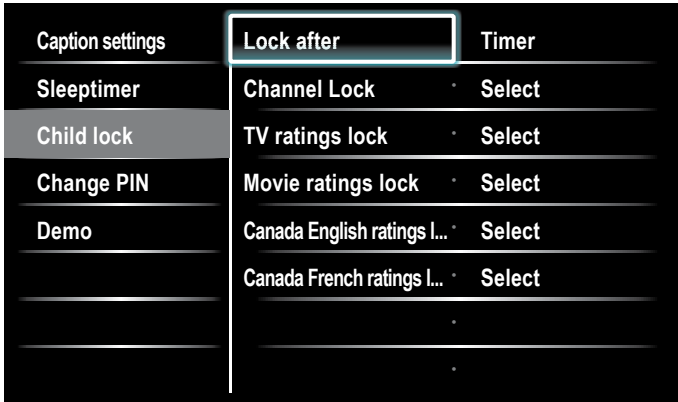 Caption settings Lock after Timer
Sleeptimer Channel Lock Select
Child lock TV ratings lock Select
Change PIN Movie ratings lock Select
Demo Canada English ratings l... Select
Canada French ratings l... Select